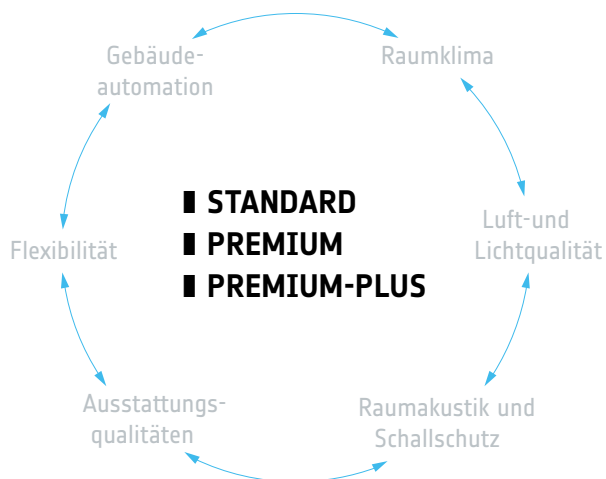 Gebäude-
automation
Raumklima
STANDARD
PREMIUM
PREMIUM-PLUS
Luft-und
Lichtqualität
Flexibilität
Ausstattungs-
qualitäten
Raumakustik und
Schallschutz